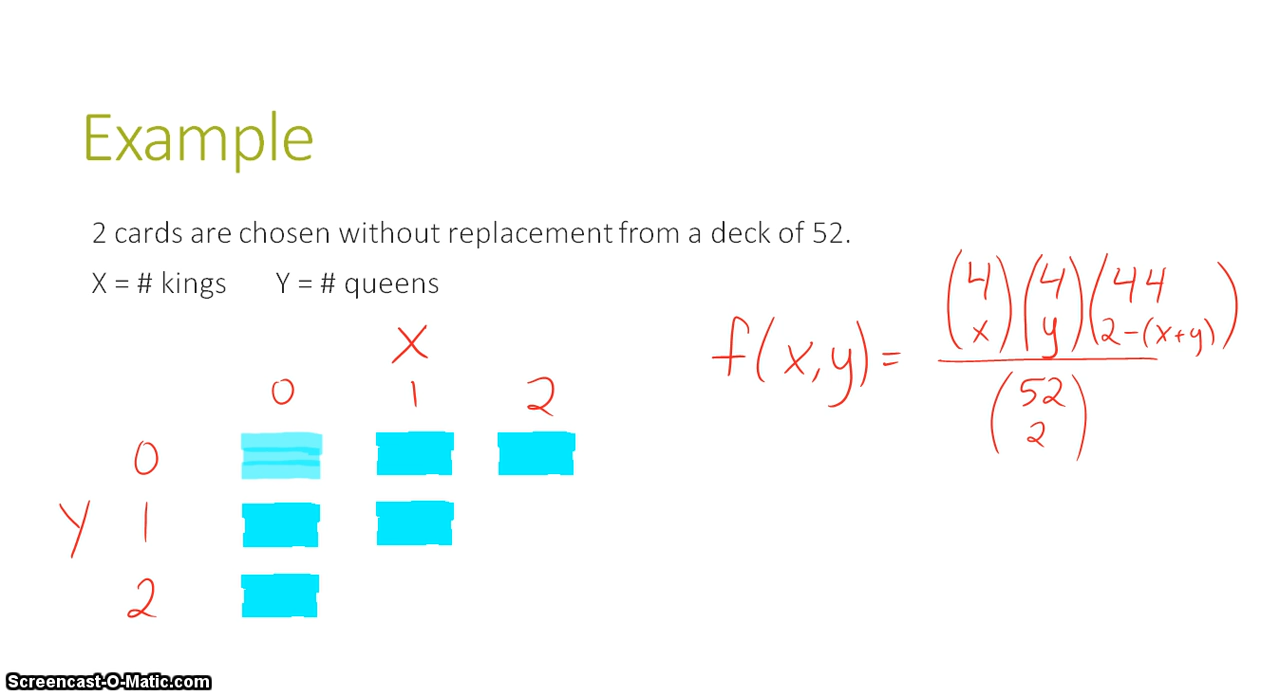 Example
2 cards are chosen without replacement from a deck of 52.
X = # kings Y = # queens
X
0 1 2
0
Y 1
2
f(x,y) =
(4) (4) (44)
(x) (y) (2-(x+y))
(52)
(2)
Screencast-O-Matic.com